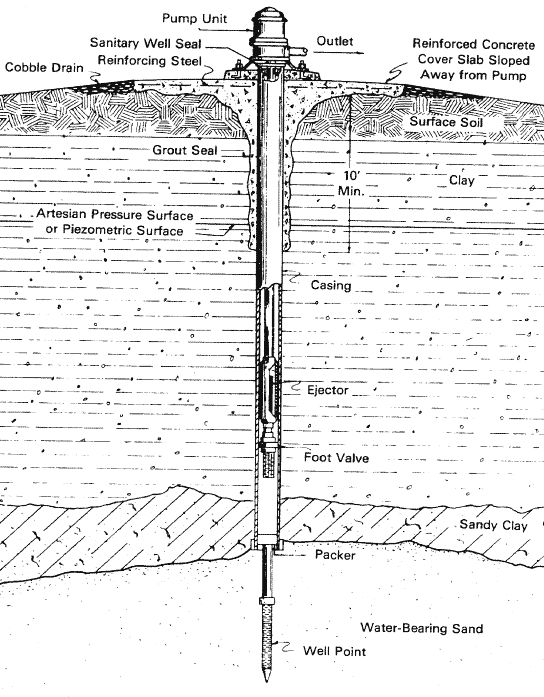 Pump Unit
Outlet
Sanitary Well Seal
Reinforcing Steel
Cobble Drain
Reinforced Concrete
Cover Slab Sloped
Away from Pump
Surface Soil
Grout Seal
10'
Min.
Clay
Artesian Pressure Surface
or Piezometric Surface
Casing
Ejector
Foot Valve
Sandy Clay
Packer
Water-Bearing Sand
Well Point